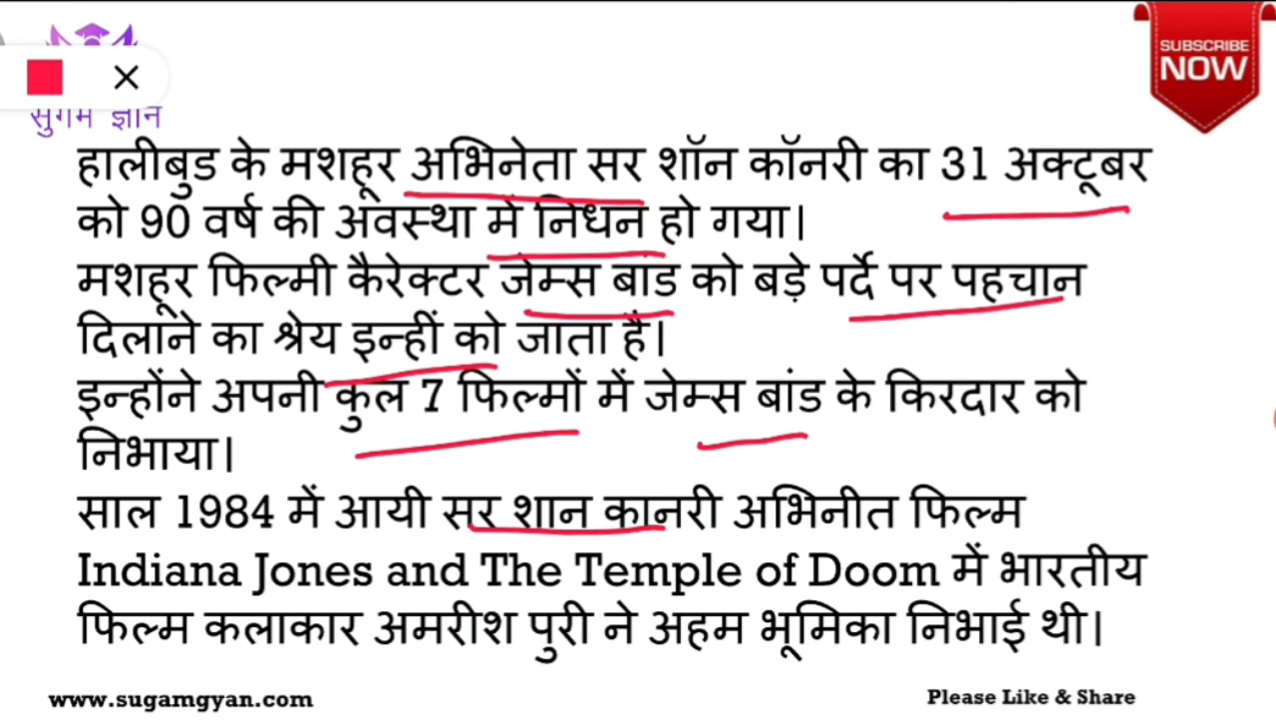 SUBSCRIBE
NOW
सुगम ज्ञान
हालीबुड के मशहूर अभिनेता सर शॉन कॉनरी का 31 अक्टूबर
को 90 वर्ष की अवस्था में निधन हो गया।
मशहूर फिल्मी कैरेक्टर जेम्स बांड को बड़े पर्दे पर पहचान
दिलाने का श्रेय इन्हीं को जाता है।
इन्होंने अपनी कुल 7 फिल्मों में जेम्स बांड के किरदार को
निभाया।
साल 1984 में आयी सर शान कानरी अभिनीत फिल्म
Indiana Jones and The Temple of Doom में भारतीय
फिल्म कलाकार अमरीश पुरी ने अहम भूमिका निभाई थी।
www.sugamgyan.com
Please Like & Share